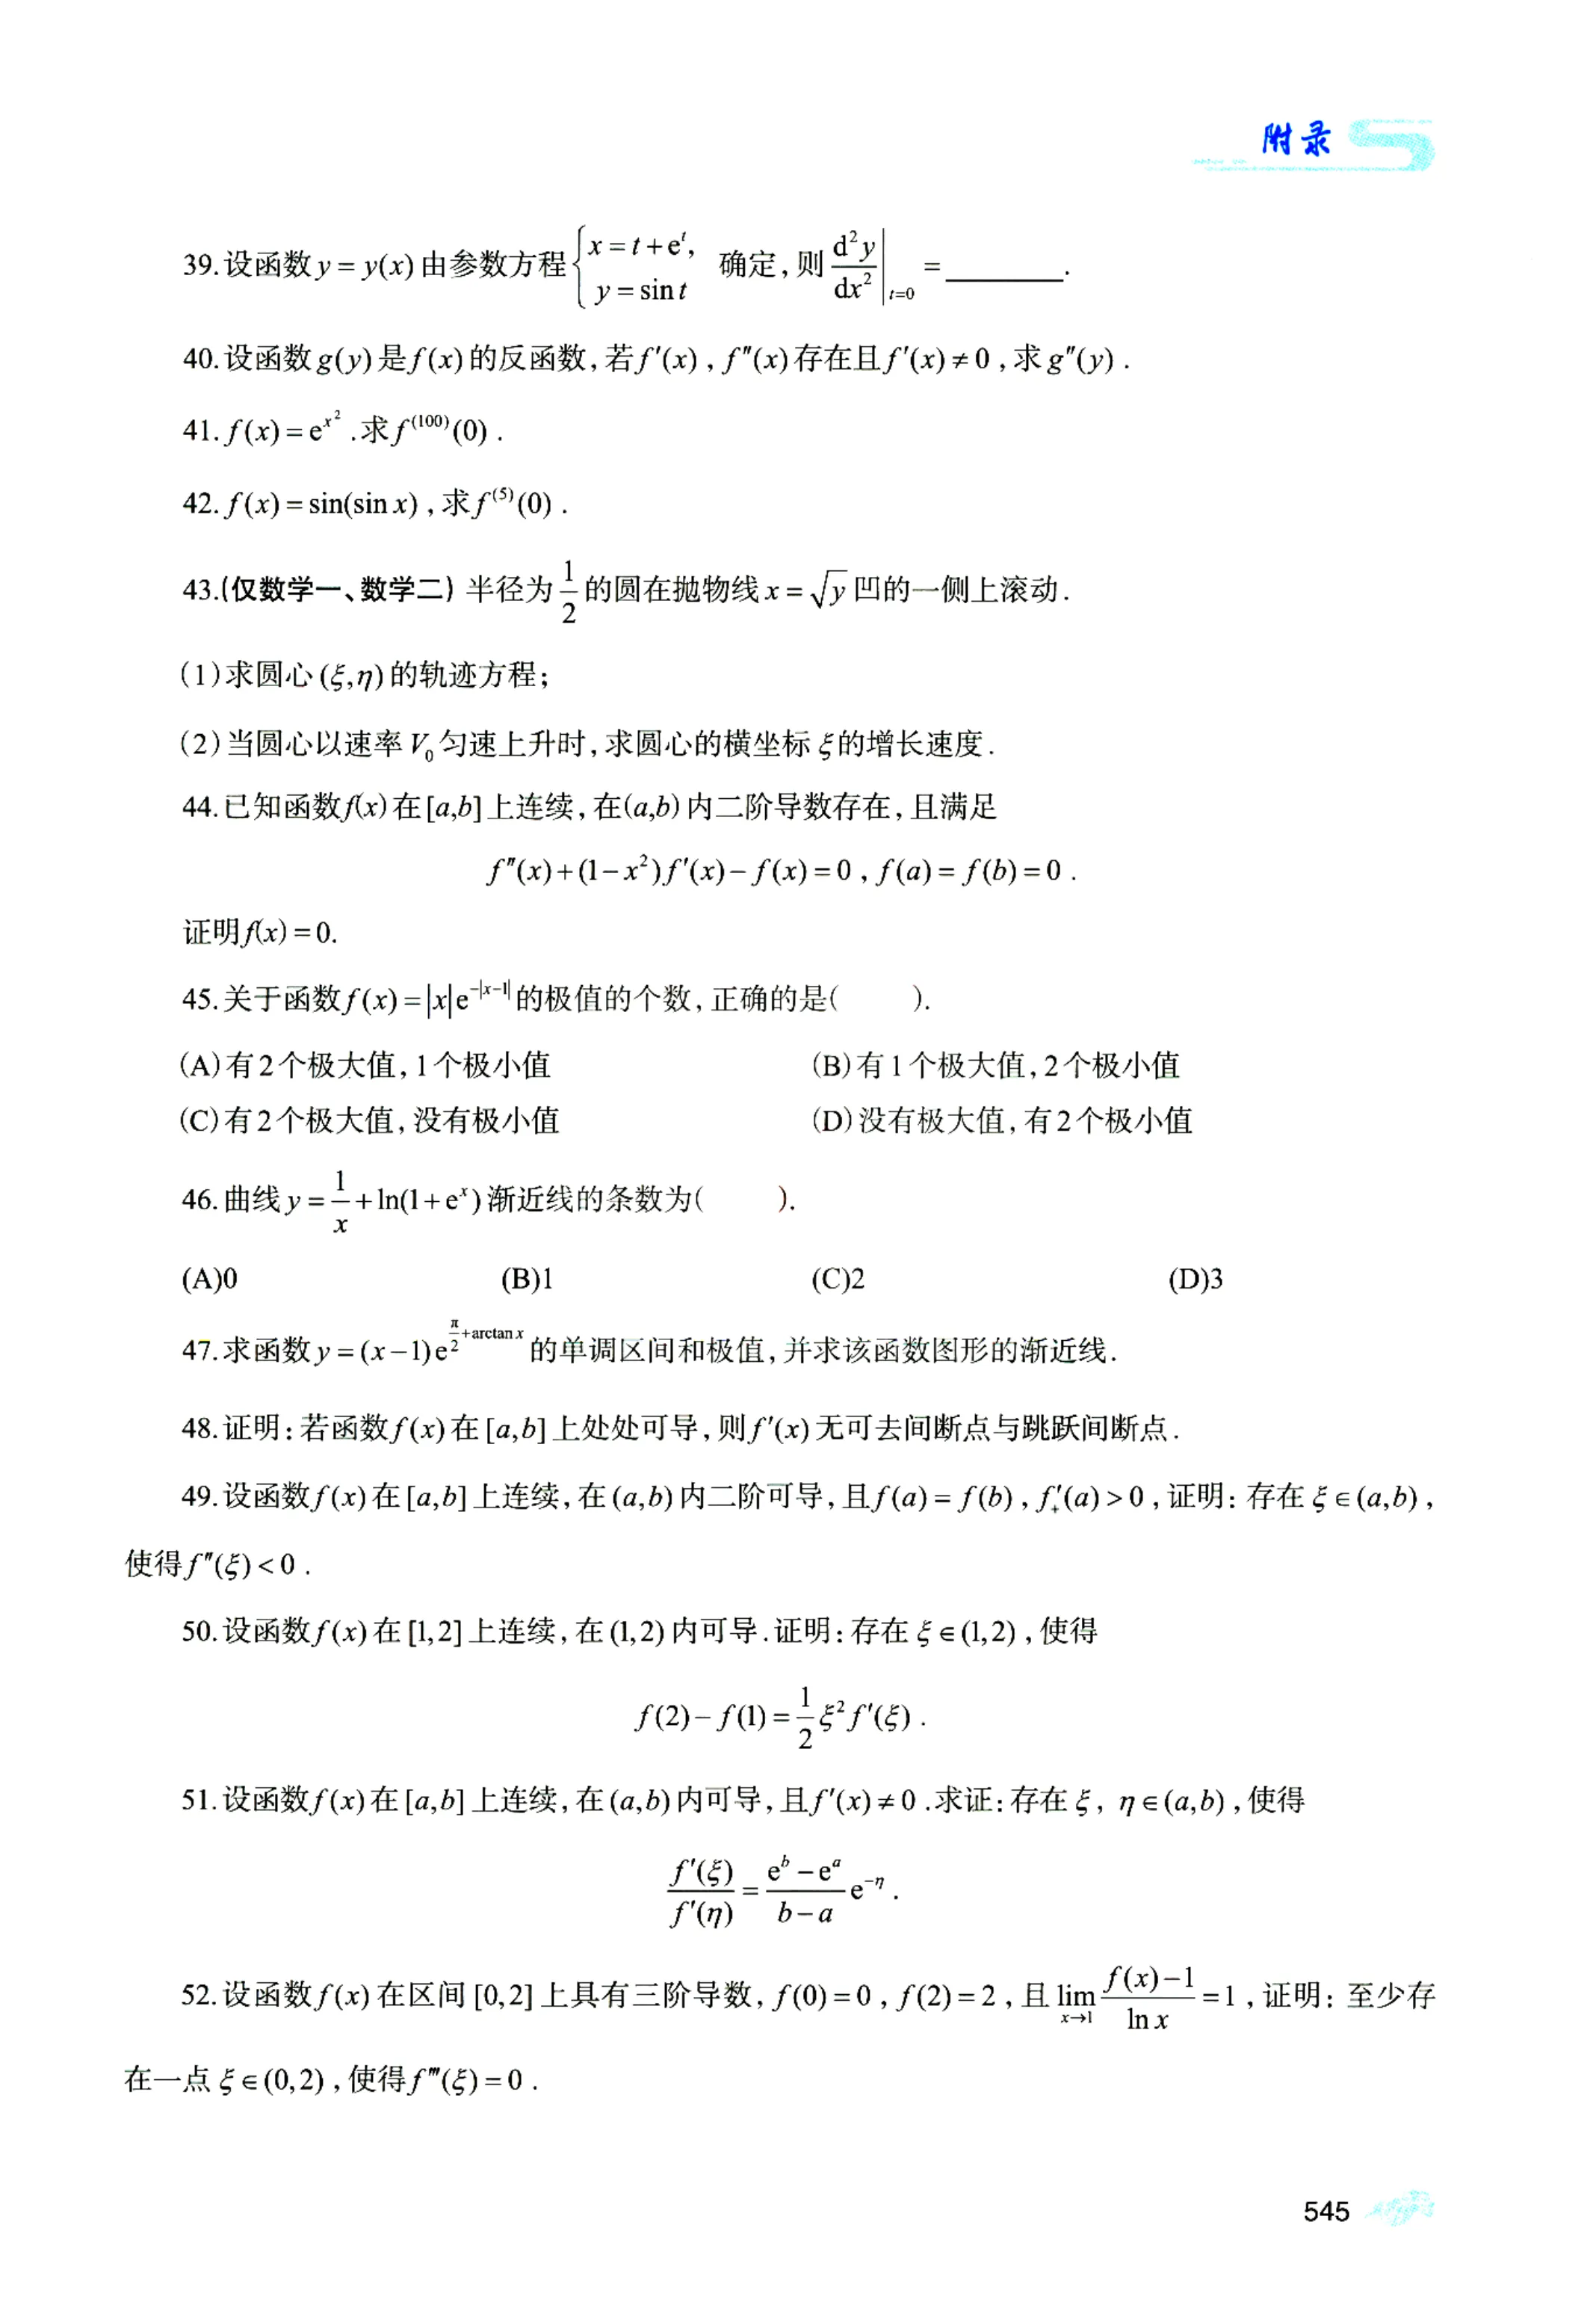 附录
39.设函数 $y=y(x)$ 由参数方程 $\begin{cases} x=t+\mathrm{e}^{t}, \\ y=\sin t \end{cases}$ 确定,则 $\left.\frac{\mathrm{d}^{2}y}{\mathrm{d}x^{2}}\right|_{t=0}=$ ________.
40.设函数 $g(y)$ 是 $f(x)$ 的反函数,若 $f'(x)$ , $f''(x)$ 存在且 $f'(x)\neq 0$ ,求 $g''(y)$ .
41. $f(x)=\mathrm{e}^{x^{2}}$ .求 $f^{(100)}(0)$ .
42. $f(x)=\sin(\sin x)$ ,求 $f^{(5)}(0)$ .
43.(仅数学一、数学二) 半径为 $\frac{1}{2}$ 的圆在抛物线 $x=\sqrt{y}$ 凹的一侧上滚动.
(1)求圆心 $(\xi,\eta)$ 的轨迹方程;
(2)当圆心以速率 $V_{0}$ 匀速上升时,求圆心的横坐标 $\xi$ 的增长速度.
44.已知函数 $f(x)$ 在 $[a,b]$ 上连续,在 $(a,b)$ 内二阶导数存在,且满足
$f''(x)+(1-x^{2})f'(x)-f(x)=0$ , $f(a)=f(b)=0$ .
证明 $f(x)=0$.
45.关于函数 $f(x)=|x|\mathrm{e}^{-|x-1|}$ 的极值的个数,正确的是( ).
(A)有2个极大值,1个极小值 (B)有1个极大值,2个极小值
(C)有2个极大值,没有极小值 (D)没有极大值,有2个极小值
46.曲线 $y=\frac{1}{x}+\ln(1+\mathrm{e}^{x})$ 渐近线的条数为( ).
(A)0 (B)1 (C)2 (D)3
47.求函数 $y=(x-1)\mathrm{e}^{\frac{\pi}{2}+\arctan x}$ 的单调区间和极值,并求该函数图形的渐近线.
48.证明:若函数 $f(x)$ 在 $[a,b]$ 上处处可导,则 $f'(x)$ 无可去间断点与跳跃间断点.
49.设函数 $f(x)$ 在 $[a,b]$ 上连续,在 $(a,b)$ 内二阶可导,且 $f(a)=f(b)$ , $f'_{+}(a)>0$ ,证明:存在 $\xi\in(a,b)$ ,
使得 $f''(\xi)<0$ .
50.设函数 $f(x)$ 在 $[1,2]$ 上连续,在 $(1,2)$ 内可导.证明:存在 $\xi\in(1,2)$ ,使得
$f(2)-f(1)=\frac{1}{2}\xi^{2}f'(\xi)$ .
51.设函数 $f(x)$ 在 $[a,b]$ 上连续,在 $(a,b)$ 内可导,且 $f'(x)\neq 0$ .求证:存在 $\xi$, $\eta\in(a,b)$ ,使得
$\frac{f'(\xi)}{f'(\eta)}=\frac{\mathrm{e}^{b}-\mathrm{e}^{a}}{b-a}\mathrm{e}^{-\eta}$ .
52.设函数 $f(x)$ 在区间 $[0,2]$ 上具有三阶导数, $f(0)=0$ , $f(2)=2$ ,且 $\lim_{x\to 1}\frac{f(x)-1}{\ln x}=1$ ,证明:至少存
在一点 $\xi\in(0,2)$ ,使得 $f'''(\xi)=0$ .
545